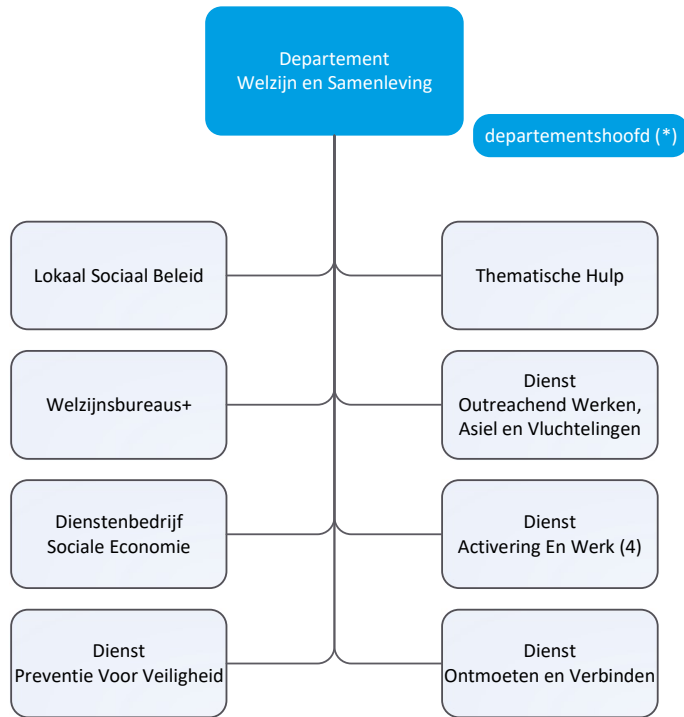 Departement
Welzijn en Samenleving
departementshoofd (*)
Lokaal Sociaal Beleid
Thematische Hulp
Welzijnsbureaus+
Dienst
Outreachend Werken,
Asiel en Vluchtelingen
Dienstenbedrijf
Sociale Economie
Dienst
Activering En Werk (4)
Dienst
Preventie Voor Veiligheid
Dienst
Ontmoeten en Verbinden